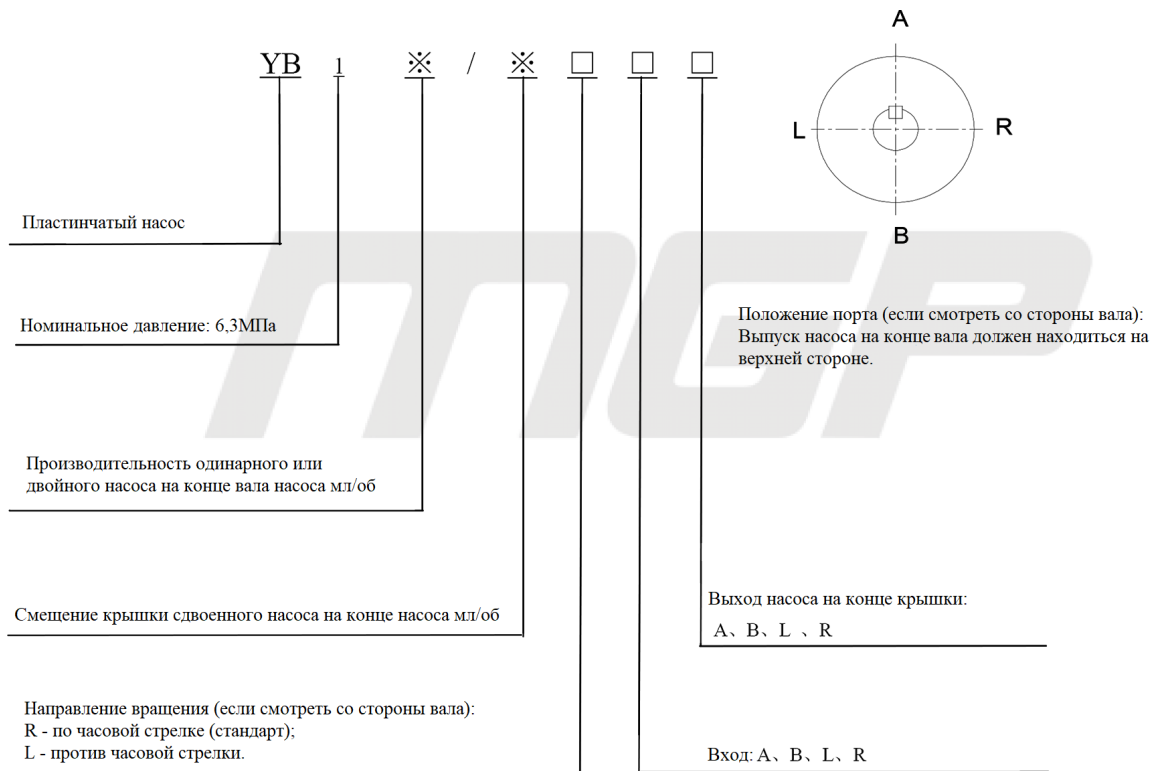 YB 1 ※ / ※ □ □ □
A
L
R
B
Пластинчатый насос
Номинальное давление: 6,3МПа
Положение порта (если смотреть со стороны вала):
Выпуск насоса на конце вала должен находиться на
верхней стороне.
MGP
Производительность одинарного или
двойного насоса на конце вала насоса мл/об
Смещение крышки сдвоенного насоса на конце насоса мл/об
Выход насоса на конце крышки:
A、B、L 、R
Направление вращения (если смотреть со стороны вала):
R - по часовой стрелке (стандарт);
L - против часовой стрелки.
Вход: A、B、L、R